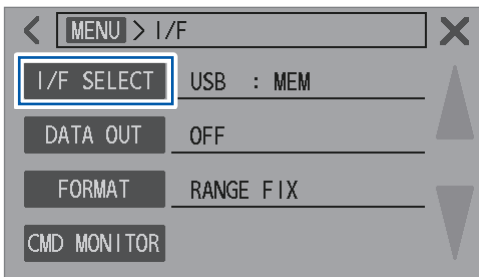 MENU > I/F
I/F SELECT USB : MEM
DATA OUT OFF
FORMAT RANGE FIX
CMD MONITOR